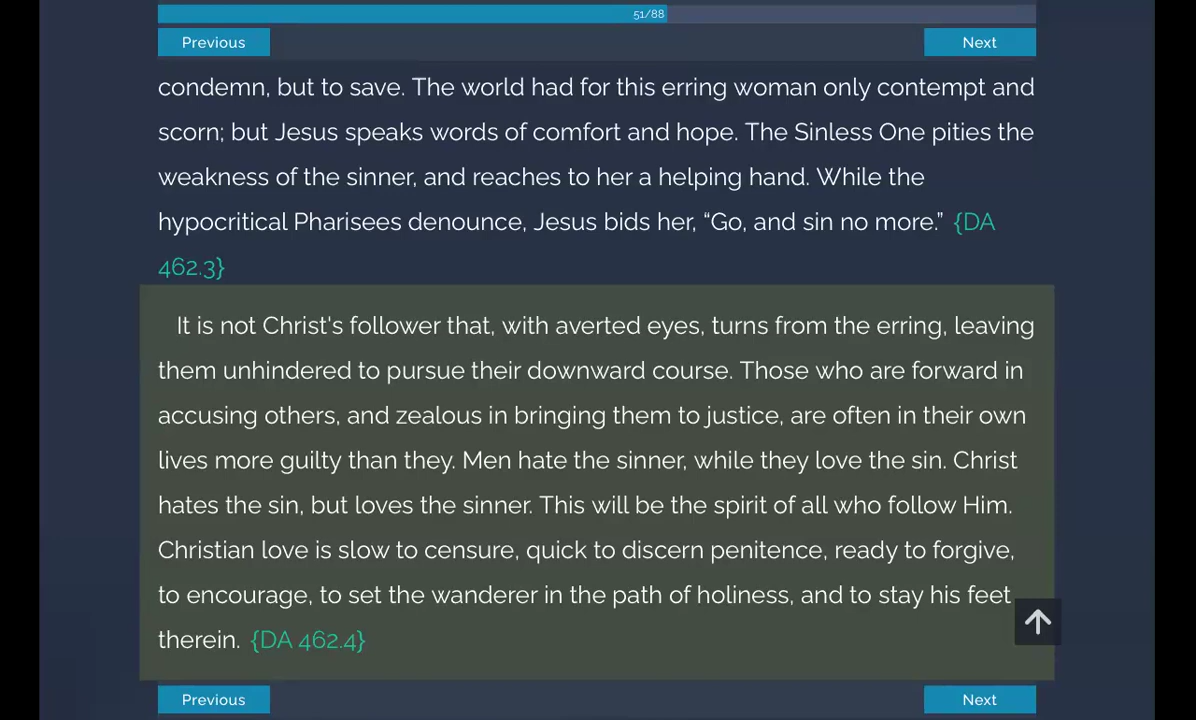 51/88
Previous
Next
condemn, but to save. The world had for this erring woman only contempt and
scorn; but Jesus speaks words of comfort and hope. The Sinless One pities the
weakness of the sinner, and reaches to her a helping hand. While the
hypocritical Pharisees denounce, Jesus bids her, “Go, and sin no more.” {DA
462.3}
It is not Christ's follower that, with averted eyes, turns from the erring, leaving
them unhindered to pursue their downward course. Those who are forward in
accusing others, and zealous in bringing them to justice, are often in their own
lives more guilty than they. Men hate the sinner, while they love the sin. Christ
hates the sin, but loves the sinner. This will be the spirit of all who follow Him.
Christian love is slow to censure, quick to discern penitence, ready to forgive,
to encourage, to set the wanderer in the path of holiness, and to stay his feet
therein. {DA 462.4}
Previous
Next